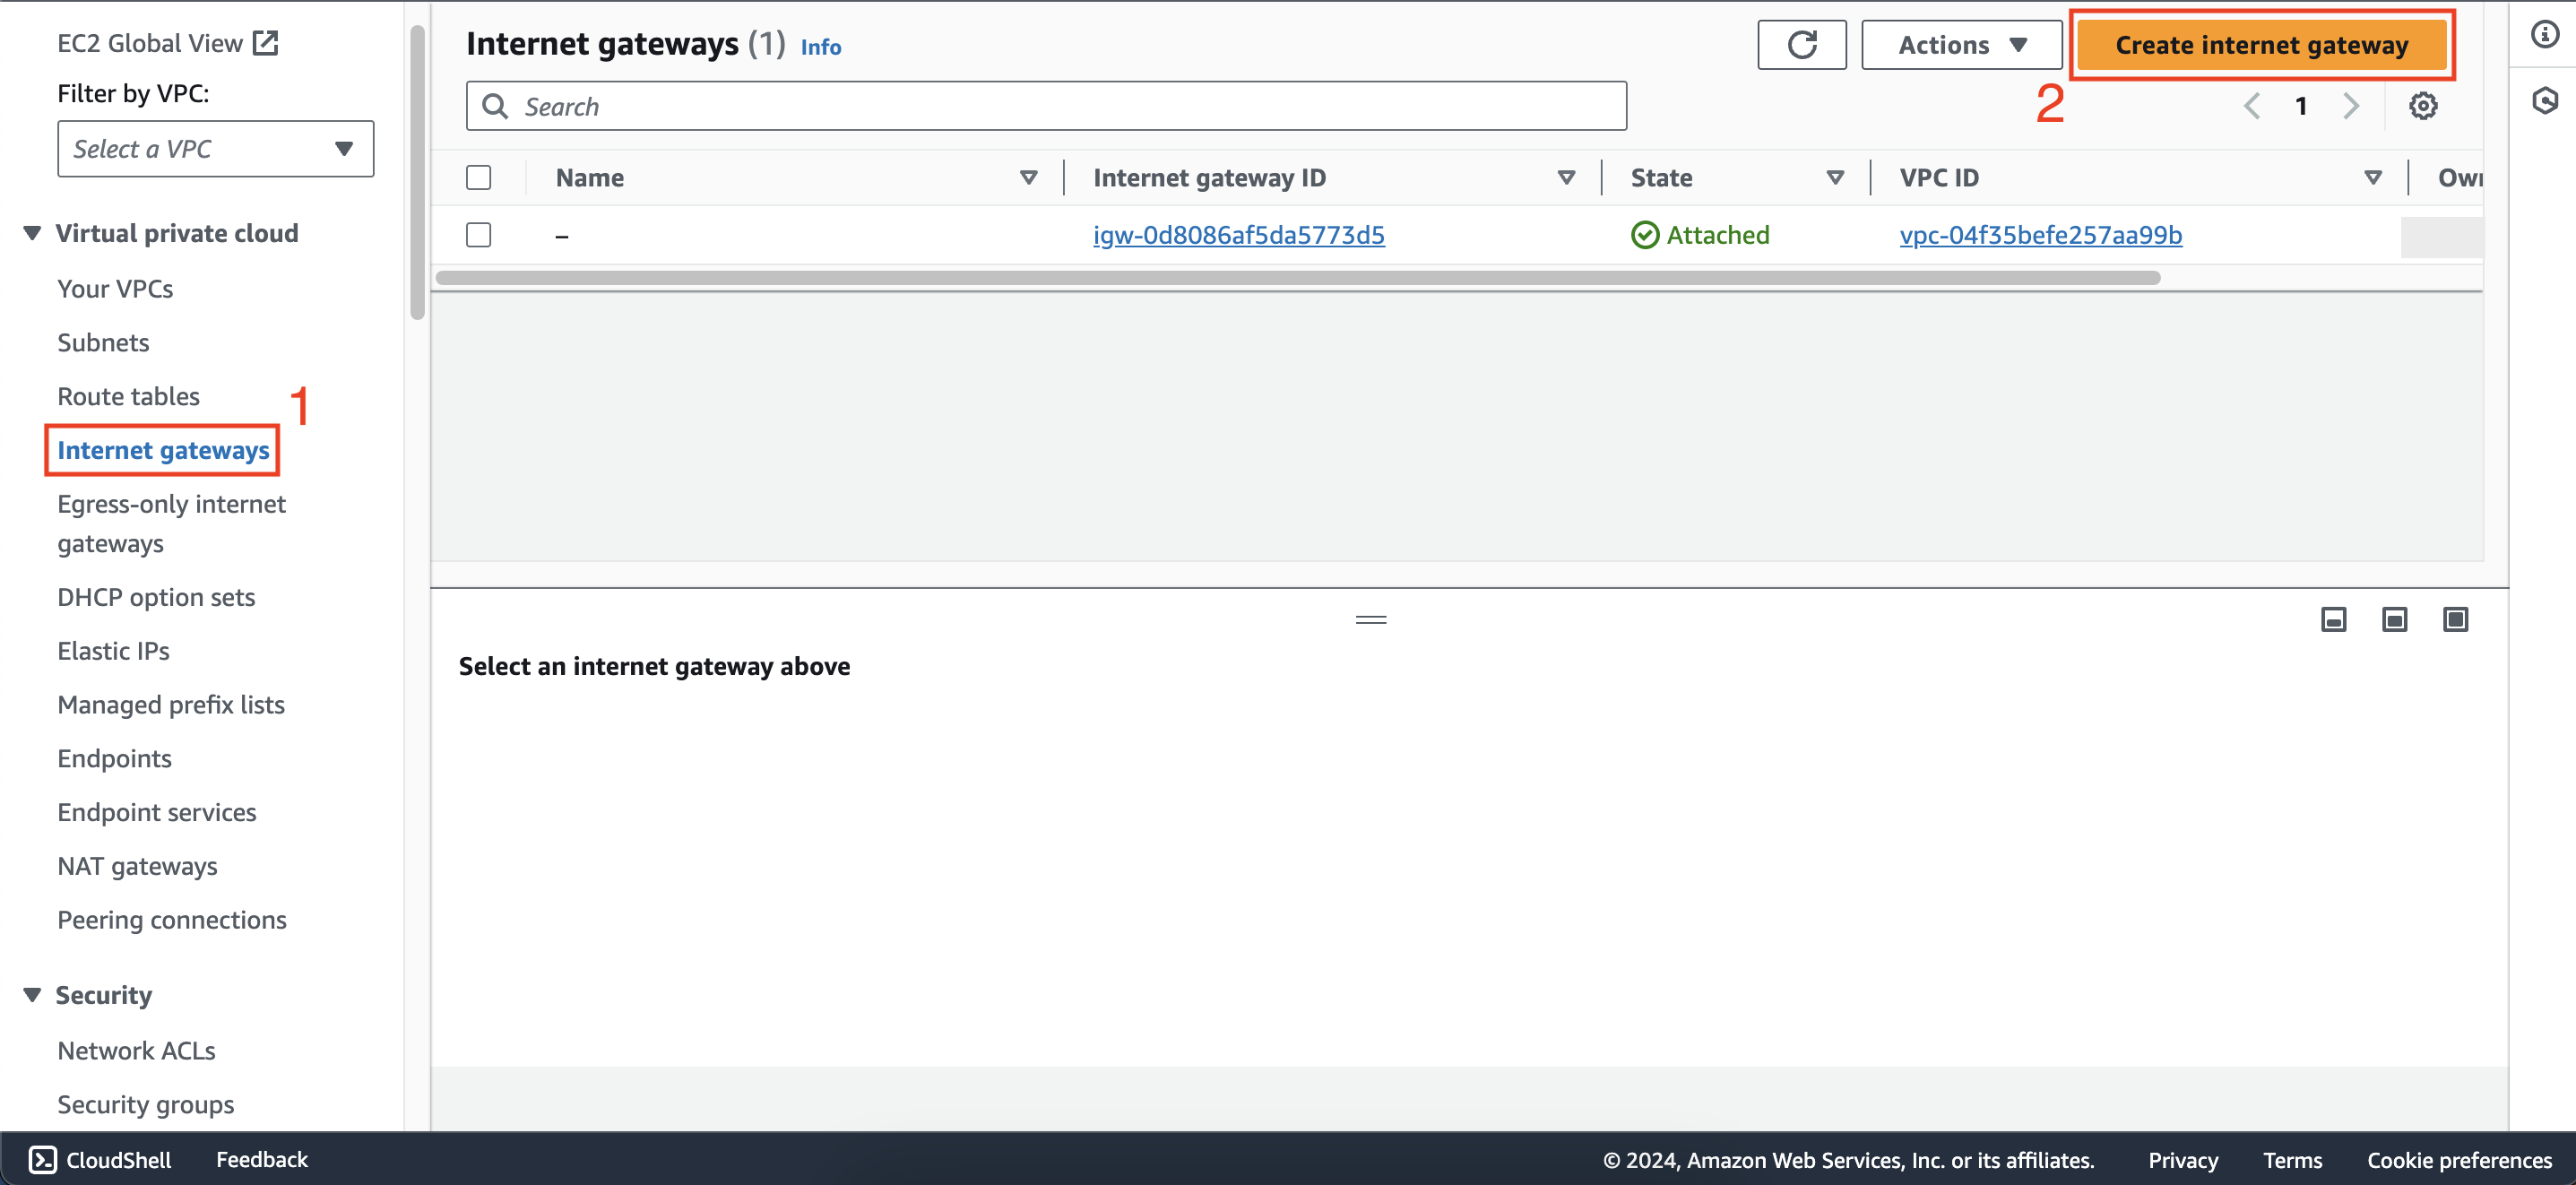 EC2 Global View
Filter by VPC:
Select a VPC
Virtual private cloud
Your VPCs
Subnets
Route tables
1
Internet gateways
Egress-only internet
gateways
DHCP option sets
Elastic IPs
Managed prefix lists
Endpoints
Endpoint services
NAT gateways
Peering connections
Security
Network ACLs
Security groups
Internet gateways (1) Info
Actions
Create internet gateway
2
Search
1
Name Internet gateway ID State VPC ID
– igw-0d8086af5da5773d5 Attached vpc-04f35befe257aa99b
Select an internet gateway above
CloudShell Feedback © 2024, Amazon Web Services, Inc. or its affiliates. Privacy Terms Cookie preferences